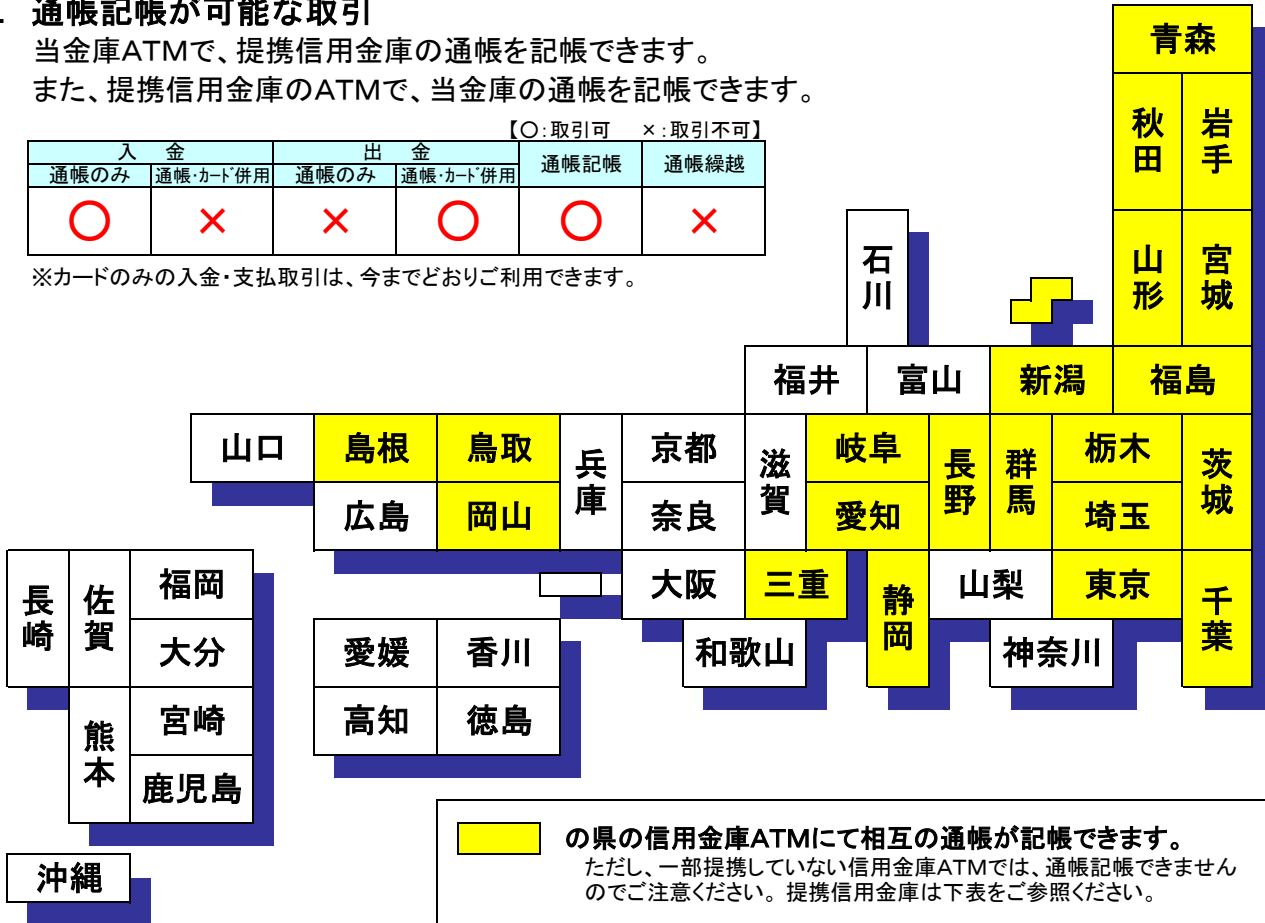 通帳記帳が可能な取引
当金庫ATMで、提携信用金庫の通帳を記帳できます。
また、提携信用金庫のATMで、当金庫の通帳を記帳できます。
【○:取引可 ×:取引不可】
入 金 出 金 通帳記帳 通帳繰越
通帳のみ 通帳・カード併用 通帳のみ 通帳・カード併用
○ × × ○ ○ ×
※カードのみの入金・支払取引は、今までどおりご利用できます。
青森
秋田 岩手
山形 宮城
石川
福井 富山 新潟 福島
山口 島根 鳥取 兵庫 京都 滋賀 岐阜 長野 群馬 栃木 茨城
広島 岡山 奈良 愛知 埼玉
長崎 佐賀 福岡 大阪 三重 静岡 山梨 東京 千葉
大分 愛媛 香川 和歌山 神奈川
熊本 宮崎 高知 徳島
鹿児島
沖縄
の県の信用金庫ATMにて相互の通帳が記帳できます。
ただし、一部提携していない信用金庫ATMでは、通帳記帳できません
のでご注意ください。提携信用金庫は下表をご参照ください。